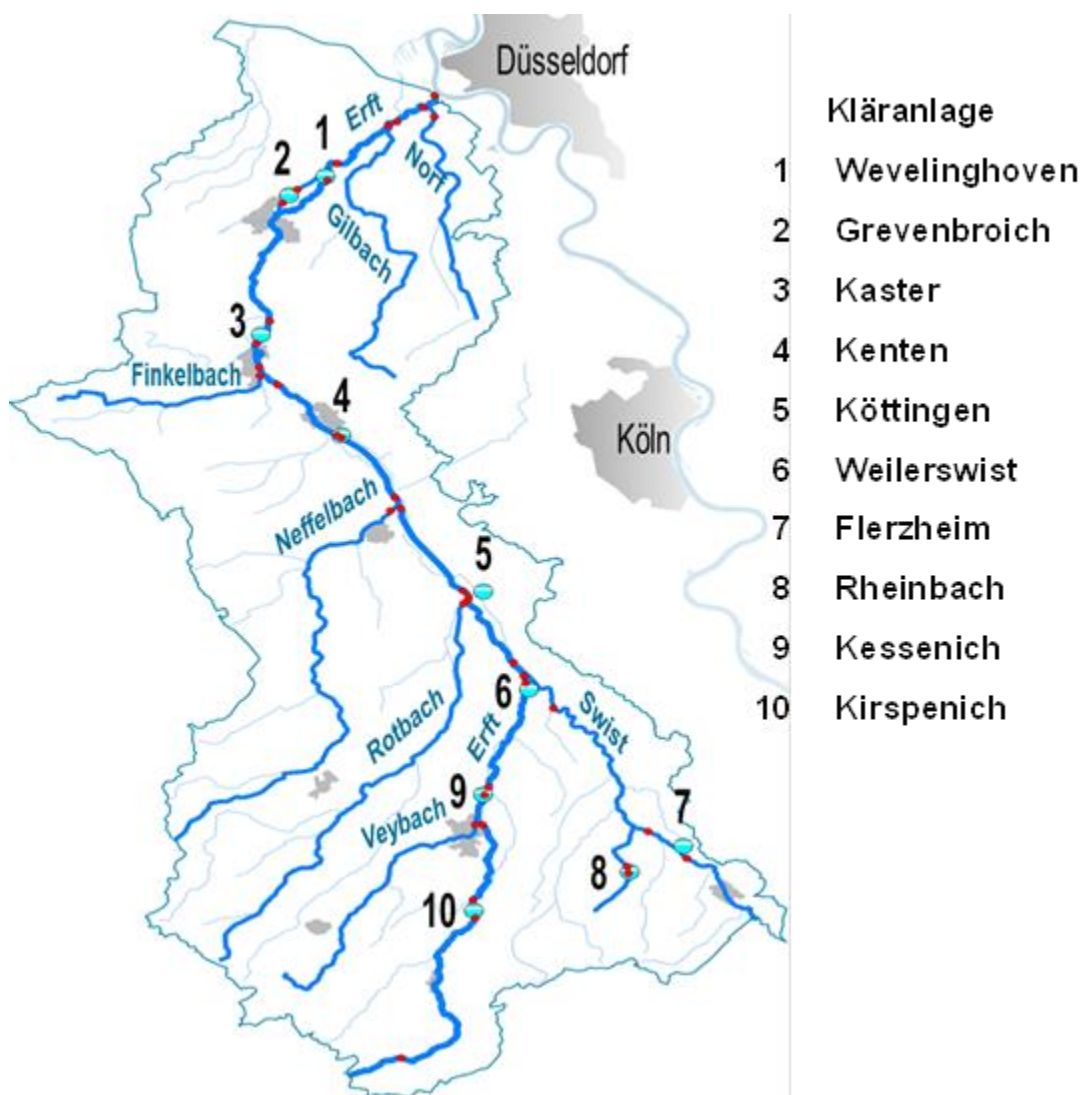 Düsseldorf
Erft
1
2
Norf
Gilbach
3
Finkelbach
4
Köln
Neffelbach
5
6
Swist
Rotbach
Erft
9
Veybach
7
8
10
Kläranlage
1 Wevelinghoven
2 Grevenbroich
3 Kaster
4 Kenten
5 Köttingen
6 Weilerswist
7 Flerzheim
8 Rheinbach
9 Kessenich
10 Kirspenich